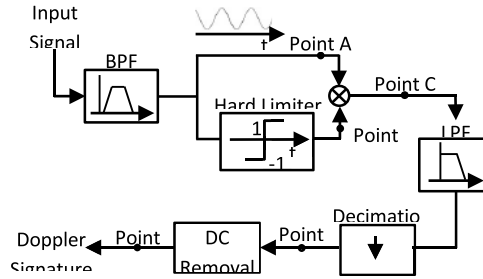 Input
Signal
t
Point A
BPF
Point C
Hard Limiter
1
t
-1
Point
LPF
Decimatio
Doppler
Signature
Point
DC
Removal
Point